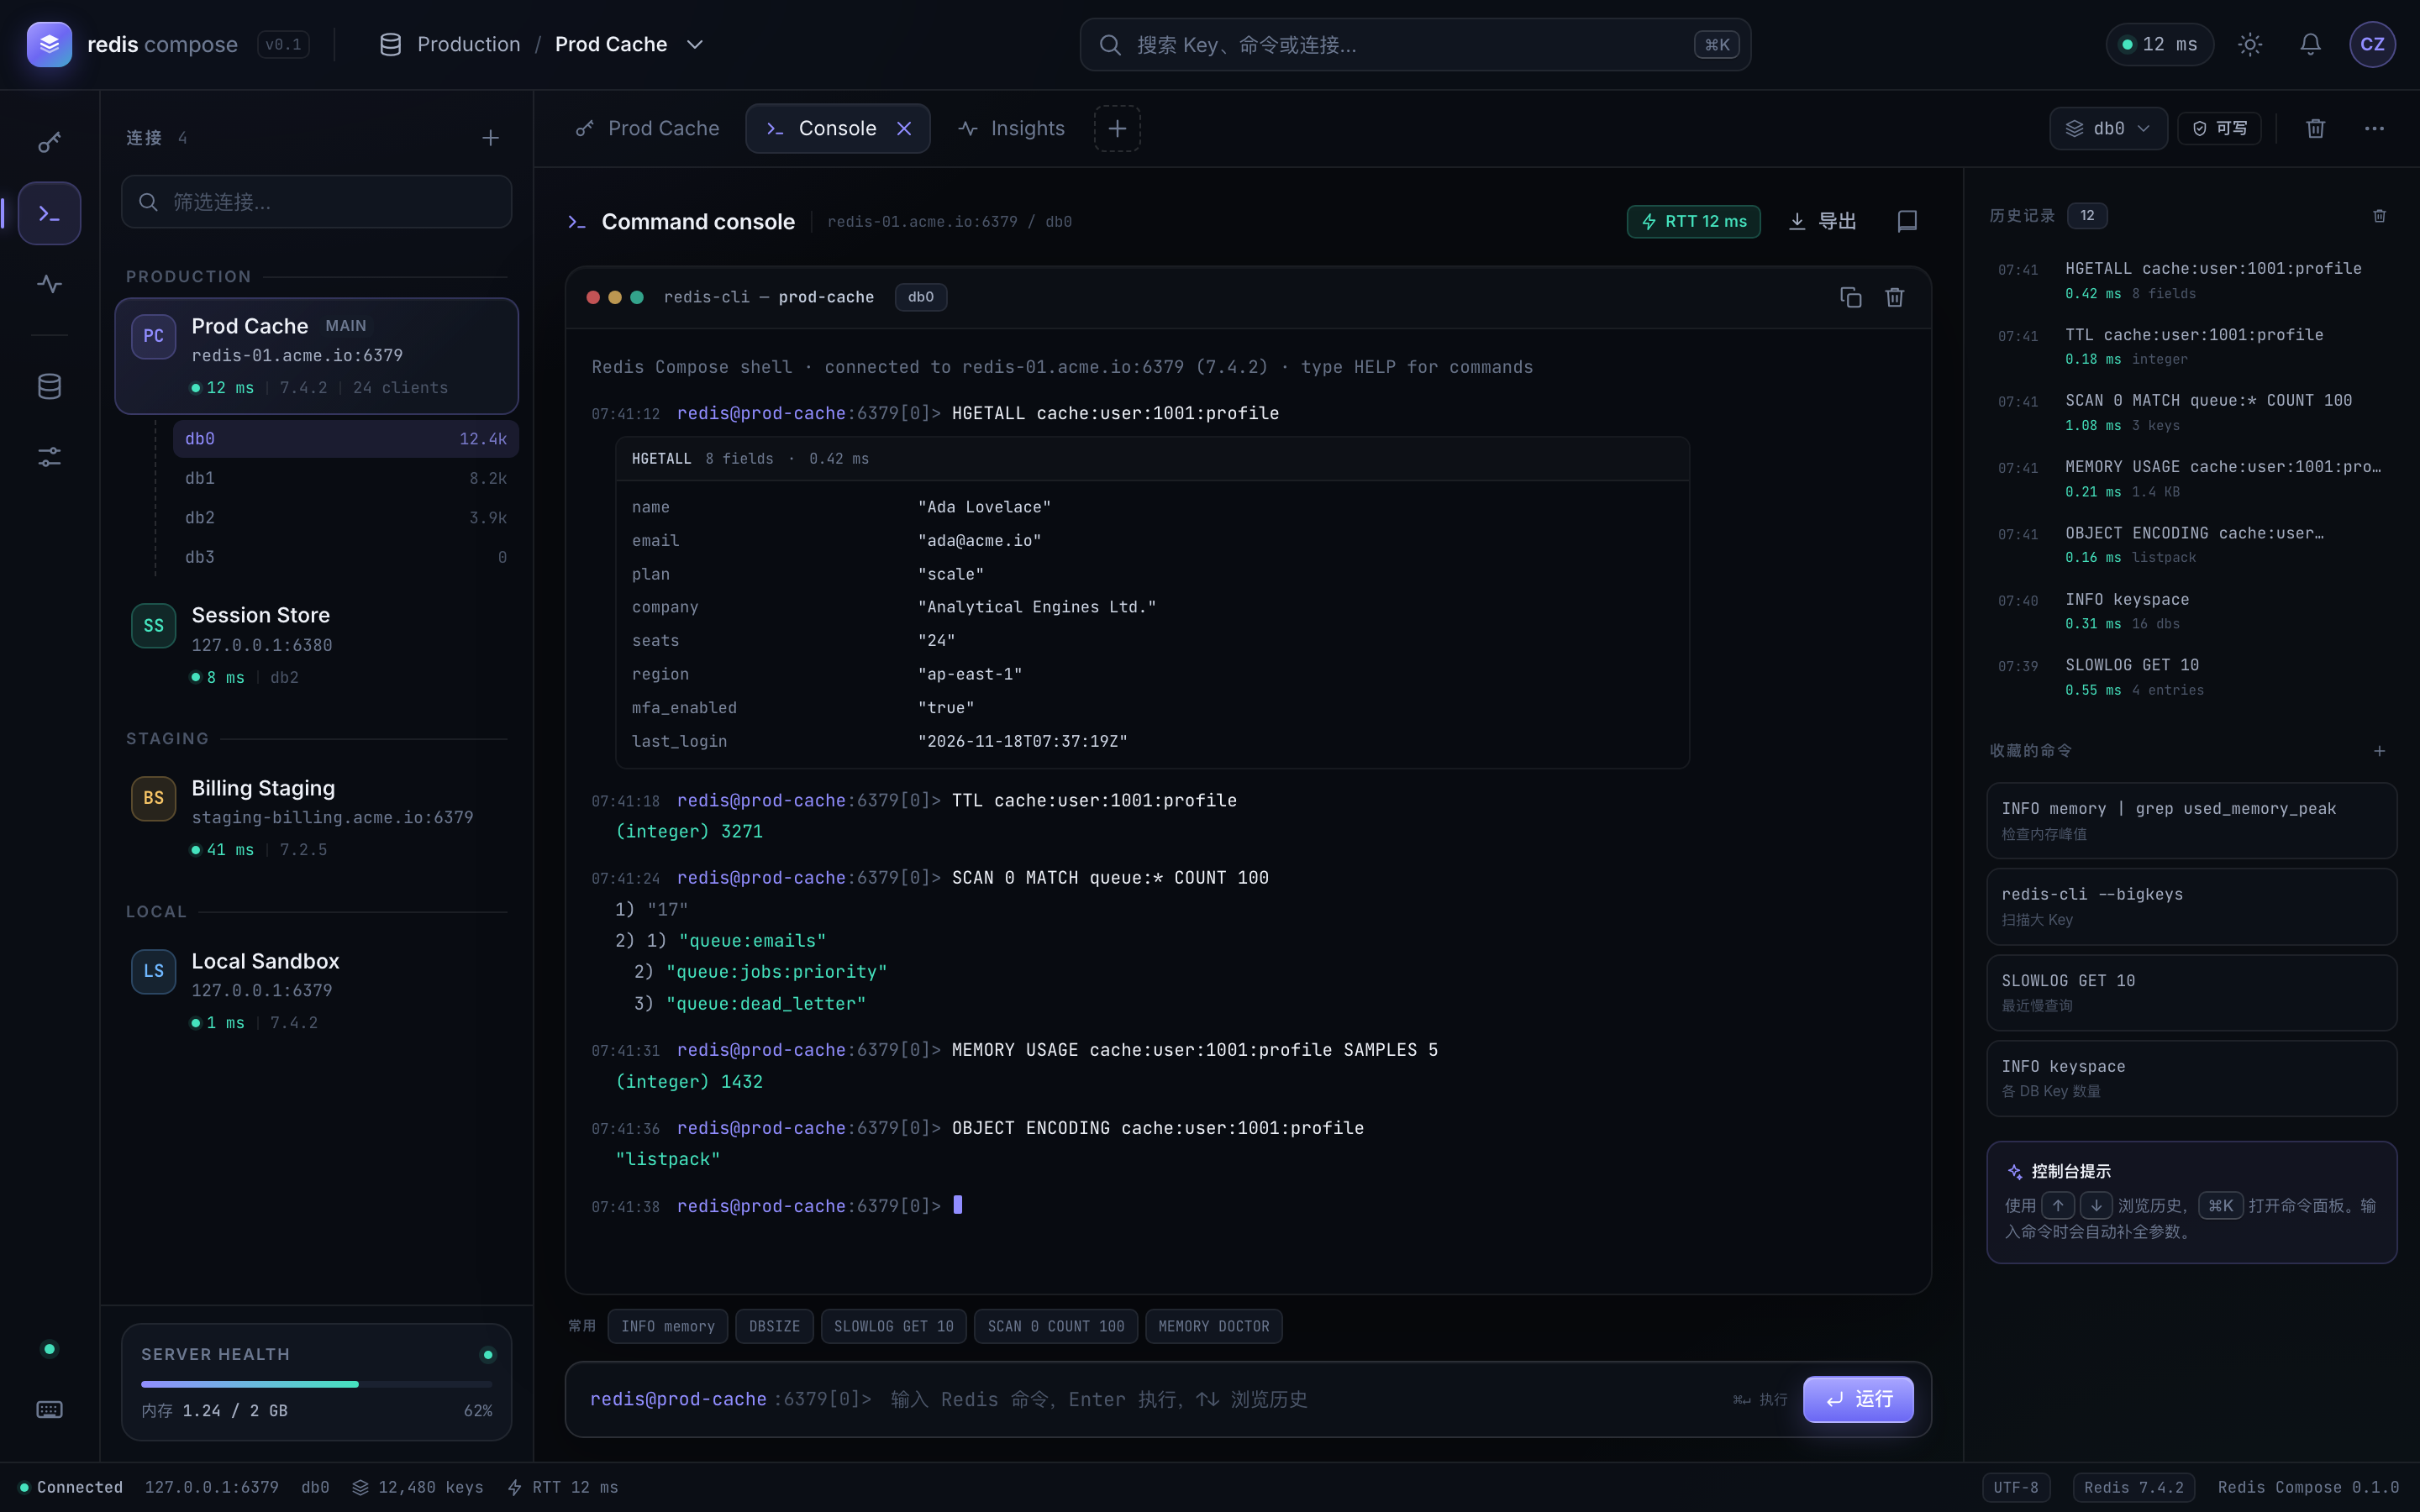 redis compose v0.1
Production / Prod Cache
搜索 Key、命令或连接... ⌘K
12 ms
CZ
连接 4
筛选连接...
PRODUCTION
PC Prod Cache MAIN
redis-01.acme.io:6379
12 ms | 7.4.2 | 24 clients
db0 12.4k
db1 8.2k
db2 3.9k
db3 0
SS Session Store
127.0.0.1:6380
8 ms | db2
STAGING
BS Billing Staging
staging-billing.acme.io:6379
41 ms | 7.2.5
LOCAL
LS Local Sandbox
127.0.0.1:6379
1 ms | 7.4.2
SERVER HEALTH
内存 1.24 / 2 GB 62%
Prod Cache
Console
Insights
db0
可写
Command console redis-01.acme.io:6379 / db0
RTT 12 ms
导出
redis-cli — prod-cache db0
Redis Compose shell · connected to redis-01.acme.io:6379 (7.4.2) · type HELP for commands
07:41:12 redis@prod-cache:6379[0]> HGETALL cache:user:1001:profile
HGETALL 8 fields · 0.42 ms
name "Ada Lovelace"
email "ada@acme.io"
plan "scale"
company "Analytical Engines Ltd."
seats "24"
region "ap-east-1"
mfa_enabled "true"
last_login "2026-11-18T07:37:19Z"
07:41:18 redis@prod-cache:6379[0]> TTL cache:user:1001:profile
(integer) 3271
07:41:24 redis@prod-cache:6379[0]> SCAN 0 MATCH queue:* COUNT 100
1) "17"
2) 1) "queue:emails"
2) "queue:jobs:priority"
3) "queue:dead_letter"
07:41:31 redis@prod-cache:6379[0]> MEMORY USAGE cache:user:1001:profile SAMPLES 5
(integer) 1432
07:41:36 redis@prod-cache:6379[0]> OBJECT ENCODING cache:user:1001:profile
"listpack"
07:41:38 redis@prod-cache:6379[0]>
常用 INFO memory DBSIZE SLOWLOG GET 10 SCAN 0 COUNT 100 MEMORY DOCTOR
redis@prod-cache :6379[0]> 输入 Redis 命令, Enter 执行, ↑↓ 浏览历史
⌘↵ 执行
运行
历史记录 12
07:41 HGETALL cache:user:1001:profile
0.42 ms 8 fields
07:41 TTL cache:user:1001:profile
0.18 ms integer
07:41 SCAN 0 MATCH queue:* COUNT 100
1.08 ms 3 keys
07:41 MEMORY USAGE cache:user:1001:pro…
0.21 ms 1.4 KB
07:41 OBJECT ENCODING cache:user…
0.16 ms listpack
07:40 INFO keyspace
0.31 ms 16 dbs
07:39 SLOWLOG GET 10
0.55 ms 4 entries
收藏的命令
INFO memory | grep used_memory_peak
检查内存峰值
redis-cli --bigkeys
扫描大 Key
SLOWLOG GET 10
最近慢查询
INFO keyspace
各 DB Key 数量
控制台提示
使用 ↑ ↓ 浏览历史, ⌘K 打开命令面板。输
入命令时会自动补全参数。
Connected 127.0.0.1:6379 db0 12,480 keys RTT 12 ms
UTF-8 Redis 7.4.2 Redis Compose 0.1.0